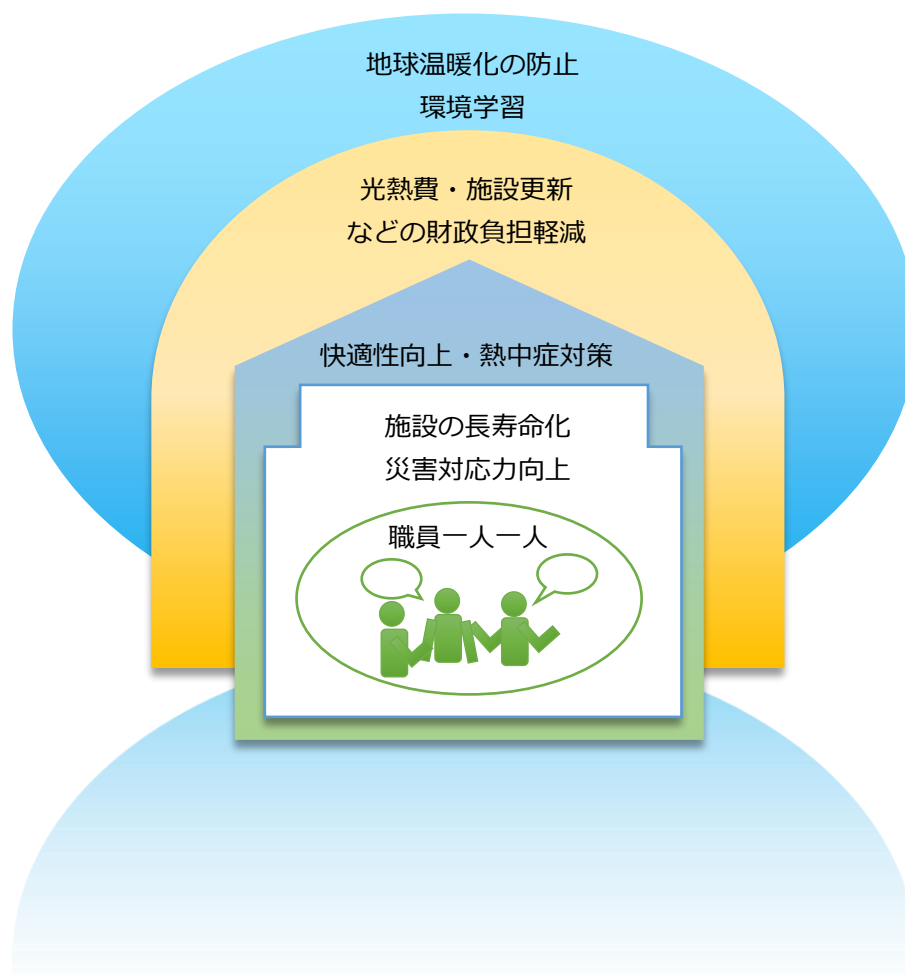 地球温暖化の防止
環境学習
光熱費・施設更新
などの財政負担軽減
快適性向上・熱中症対策
施設の長寿命化
災害対応力向上
職員一人一人